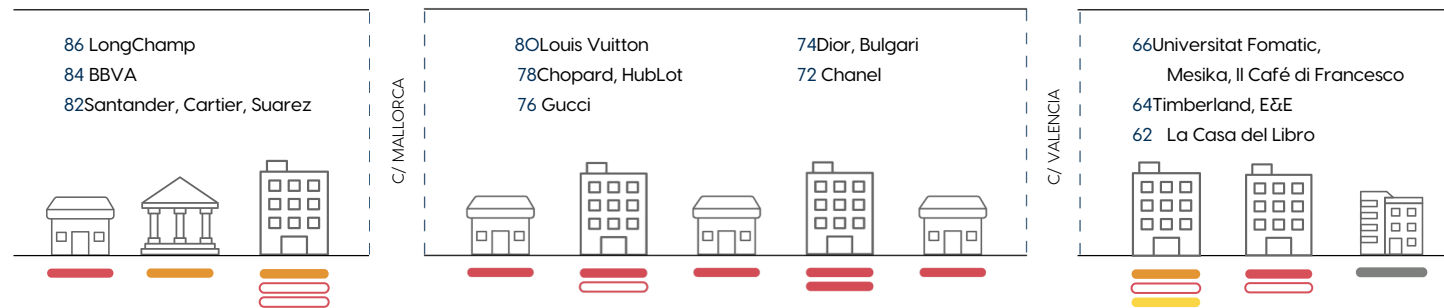 86 LongChamp
84 BBVA
82Santander, Cartier, Suarez
C/ MALLORCA
80Louis Vuitton
78Chopard, HubLot
76 Gucci
74Dior, Bulgari
72 Chanel
C/ VALENCIA
66Universitat Fomatic,
Mesika, Il Café di Francesco
64Timberland, E&E
62 La Casa del Libro